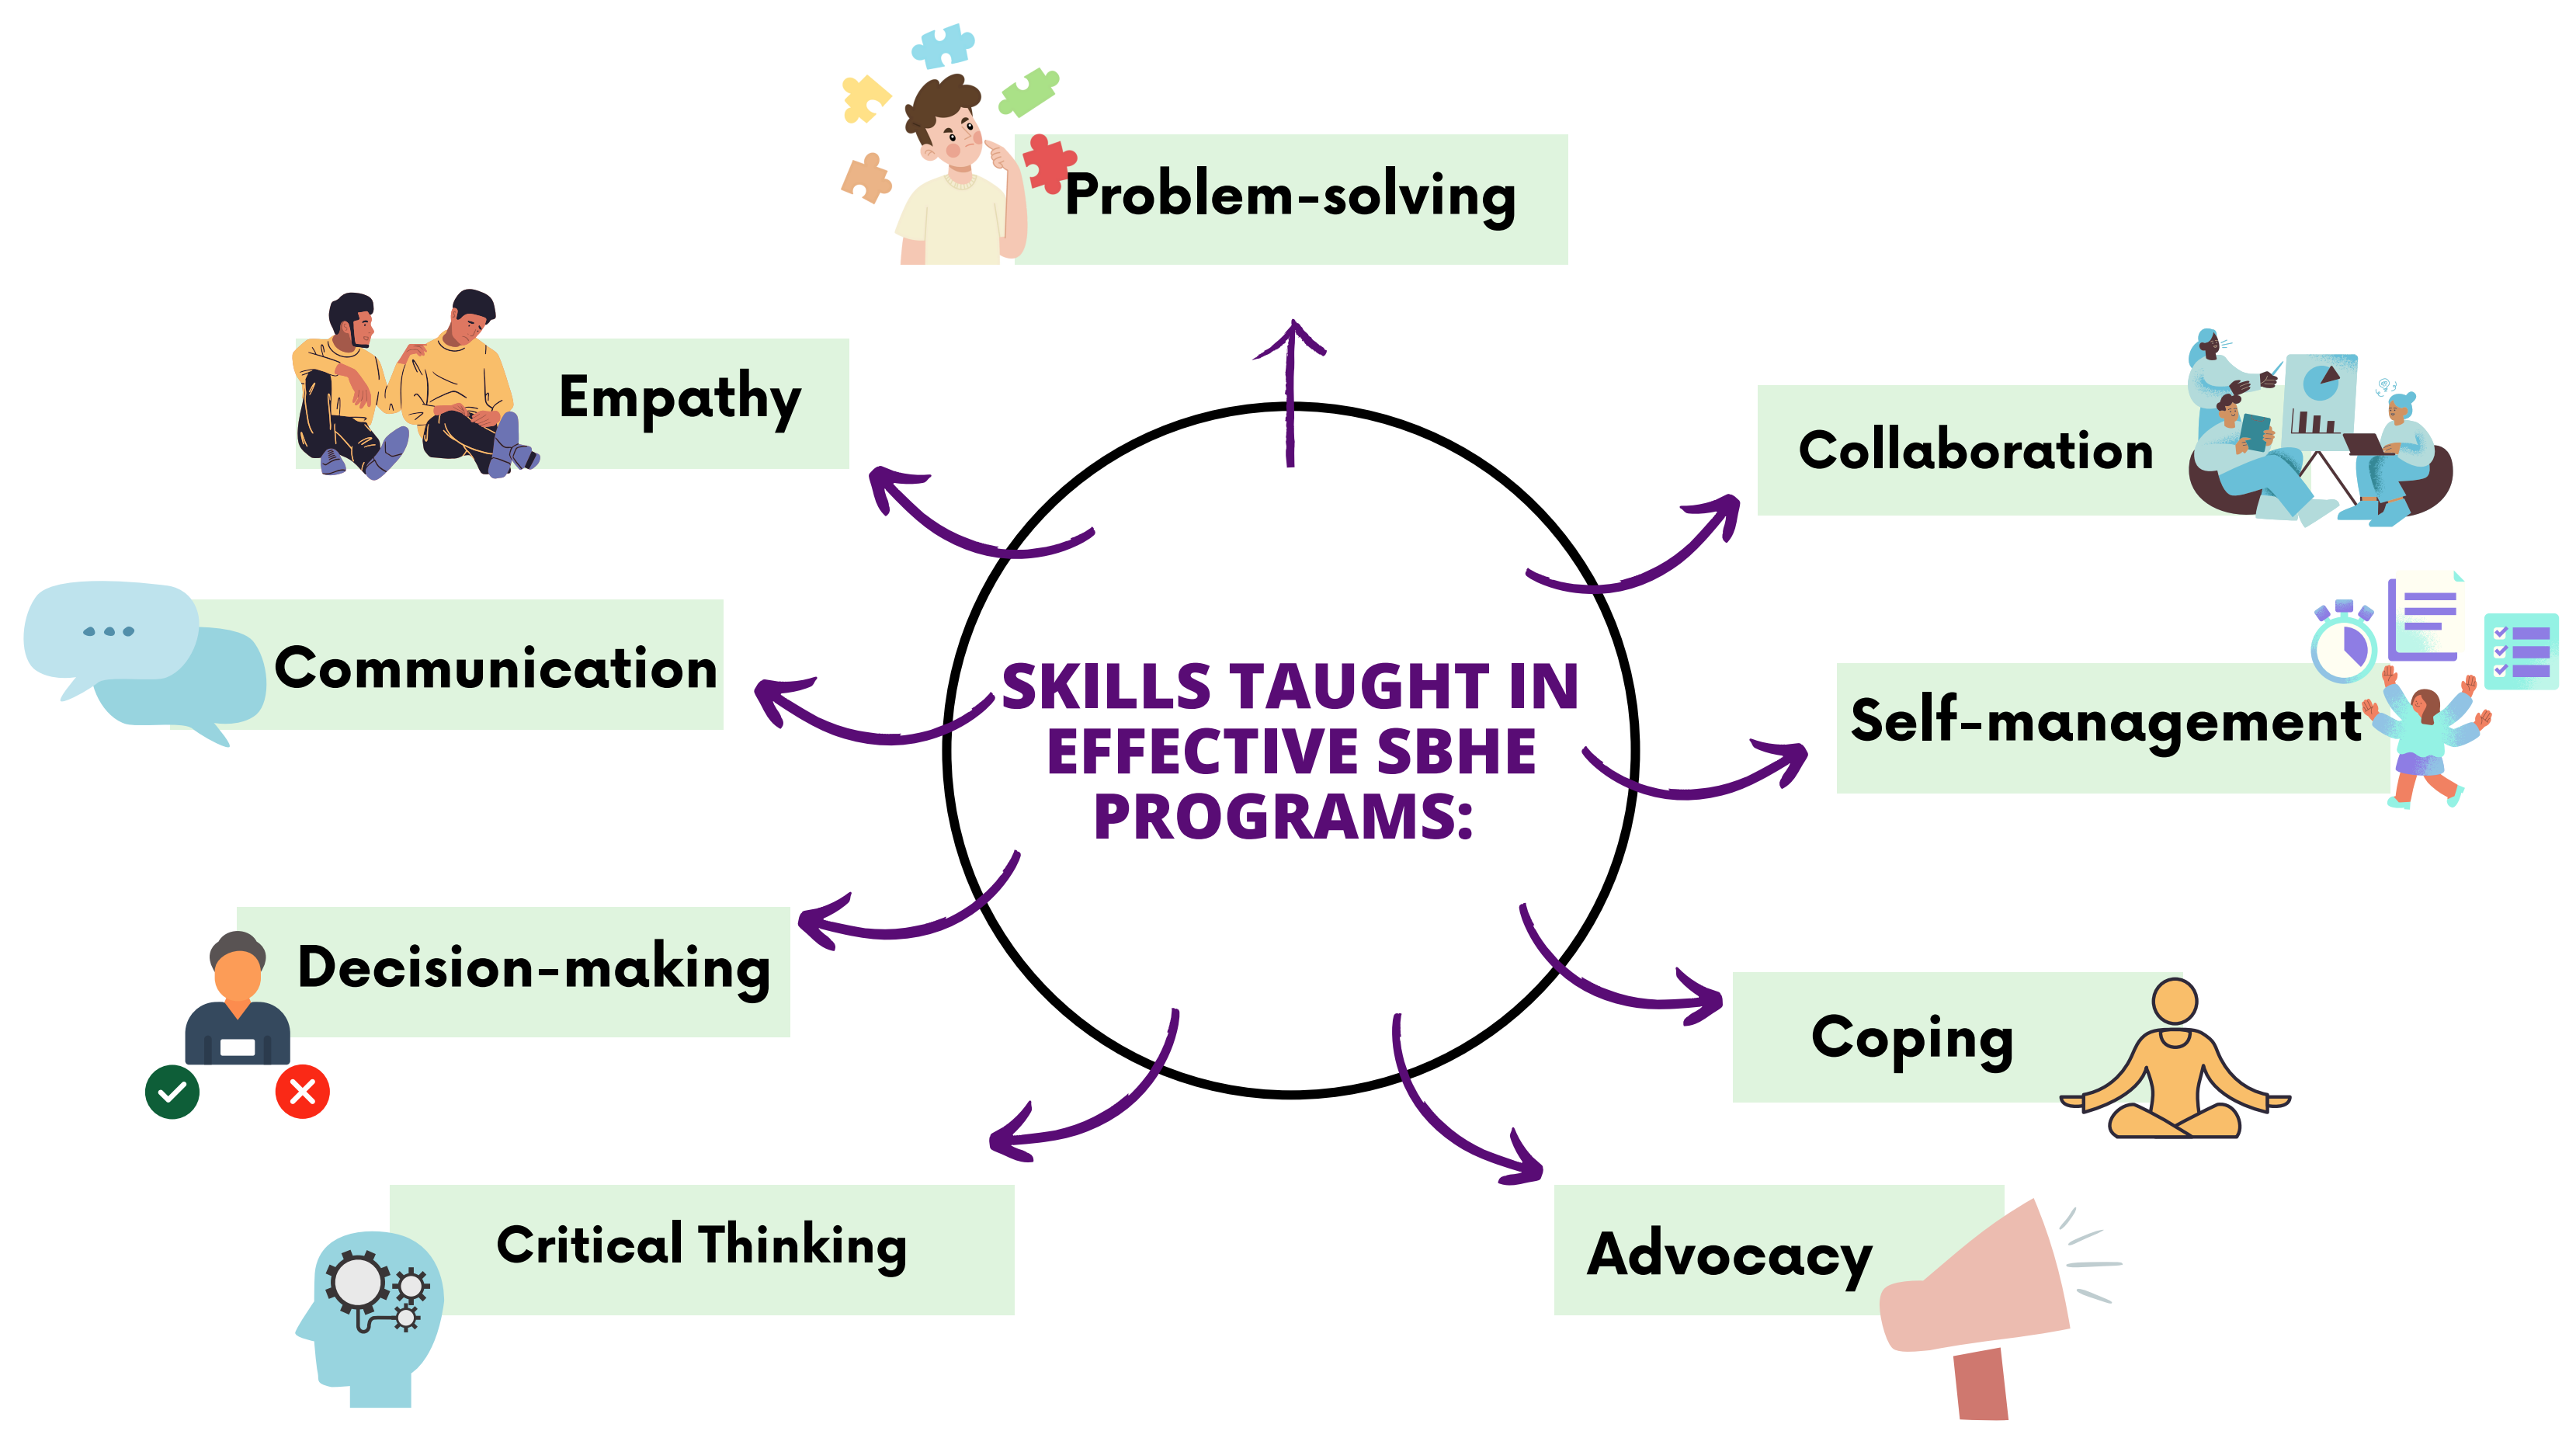 Problem-solving
Empathy
Collaboration
Communication
Self-management
SKILLS TAUGHT IN
EFFECTIVE SBHE
PROGRAMS:
Decision-making
Coping
Critical Thinking
Advocacy